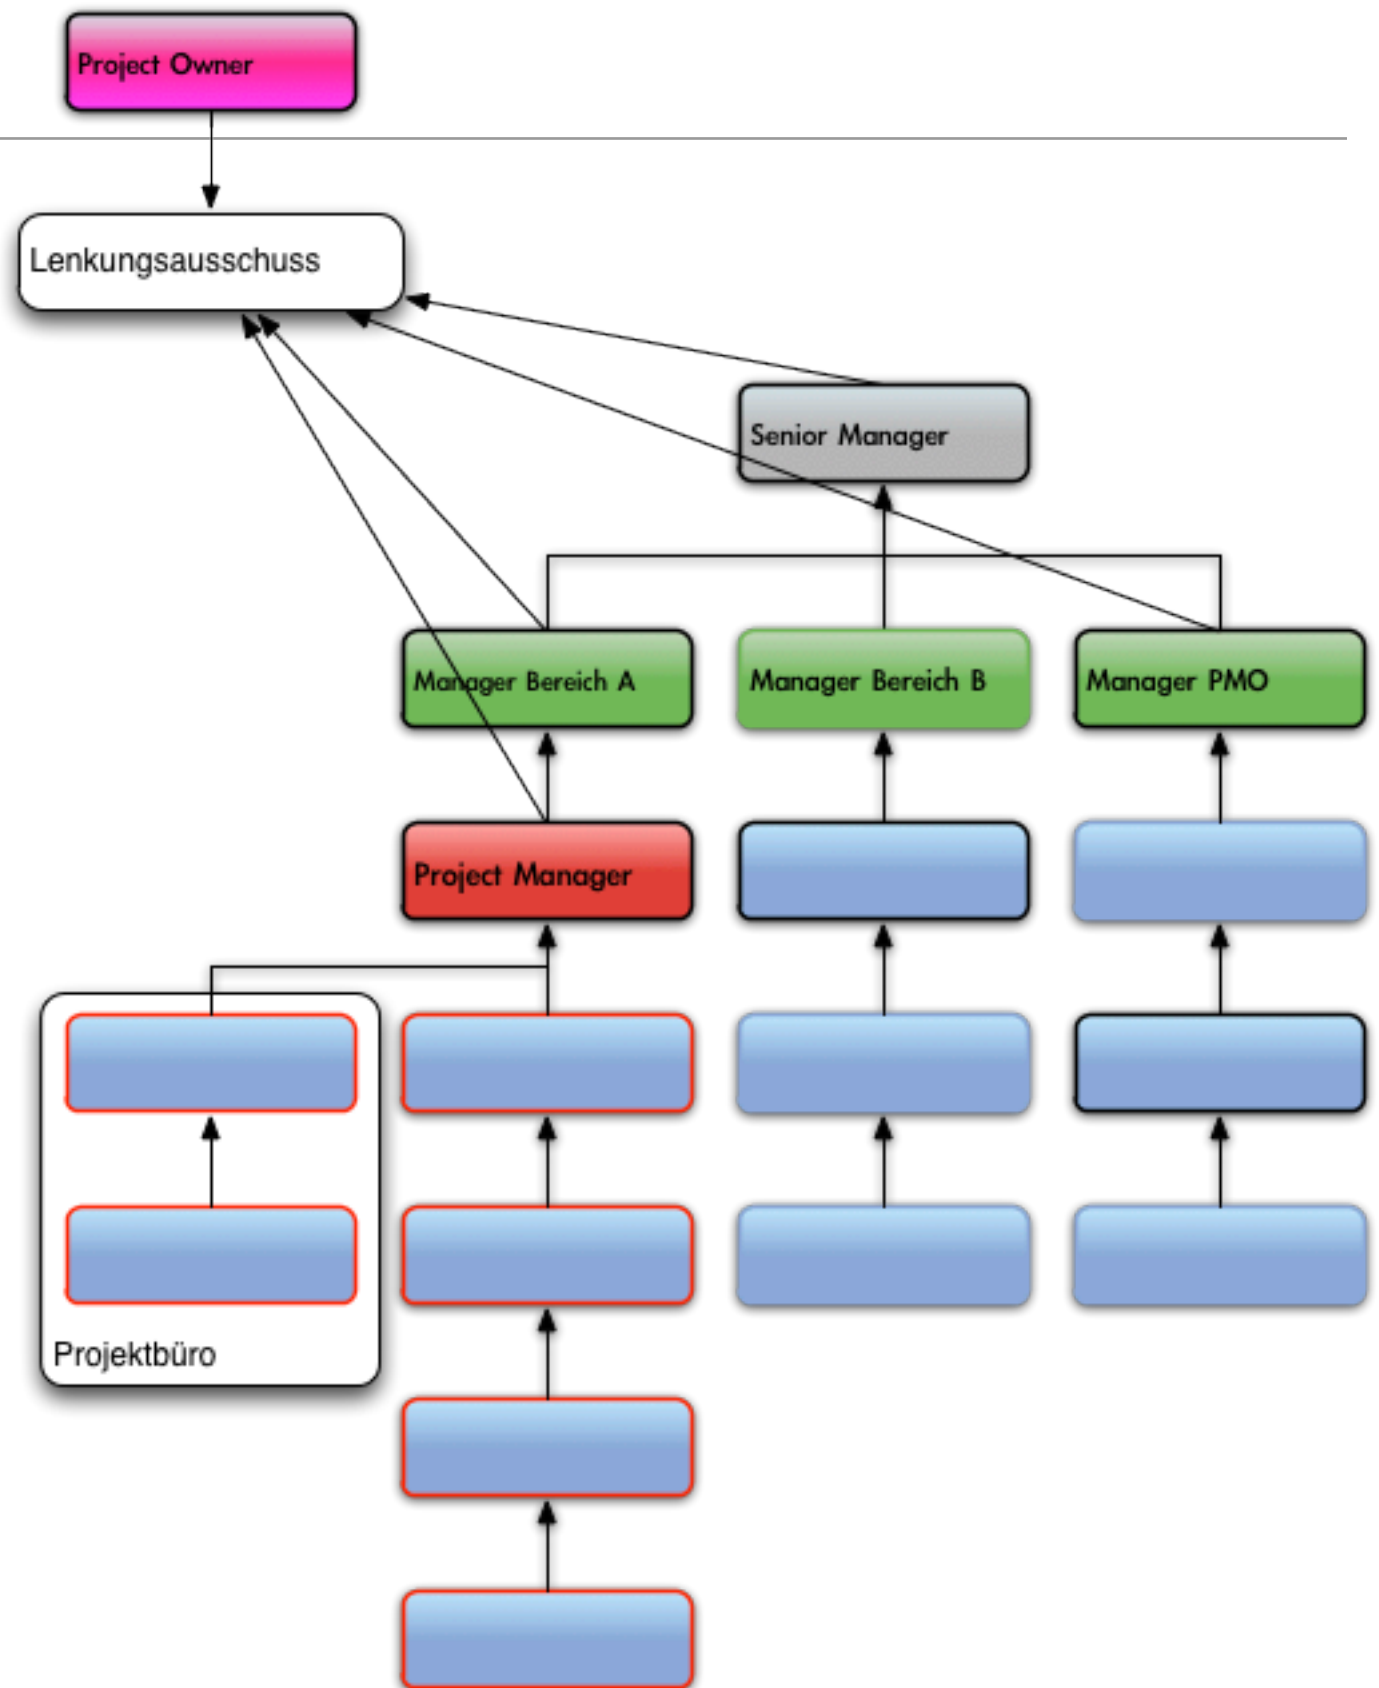 Project Owner
Lenkungsausschuss
Senior Manager
Manager Bereich A
Manager Bereich B
Manager PMO
Project Manager
Projektbüro